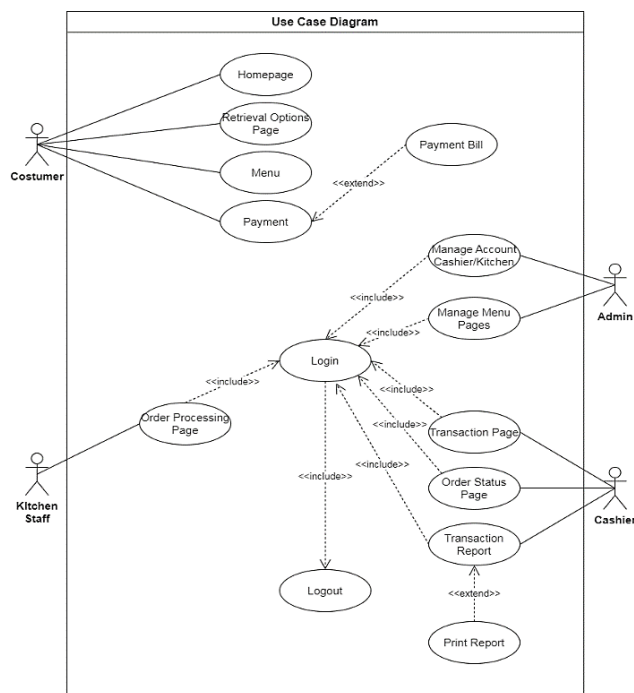 Use Case Diagram
Homepage
Retrieval Options
Page
Costumer
Menu
Payment
Payment Bill
<<extend>>
Manage Account
Cashier/Kitchen
<<include>>
Admin
Manage Menu
Pages
<<include>>
Login
<<include>>
Order Processing
Page
<<include>>
Transaction Page
<<include>>
<<include>>
<<include>>
Order Status
Page
KItchen
Staff
Cashier
Transaction
Report
Logout
<<extend>>
Print Report